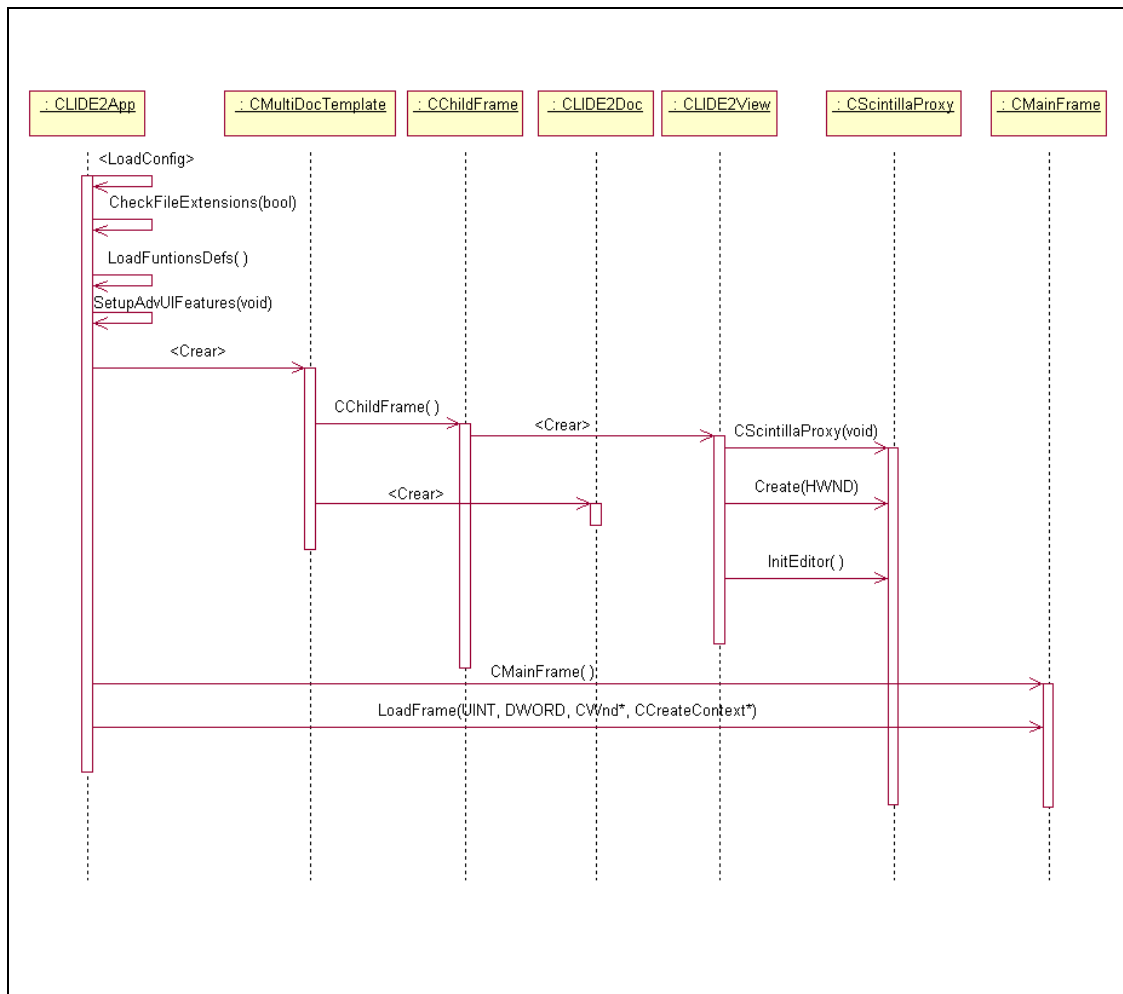 : CLIDE2App
: CMultiDocTemplate
: CChildFrame
: CLIDE2Doc
: CLIDE2View
: CScintillaProxy
: CMainFrame
<LoadConfig>
CheckFileExtensions(bool)
LoadFuntionsDefs( )
SetupAdvUIFeatures(void)
<Crear>
CChildFrame( )
<Crear>
CScintillaProxy(void)
Create(HWND)
<Crear>
InitEditor( )
CMainFrame( )
LoadFrame(UINT, DWORD, CWnd*, CCreateContext*)